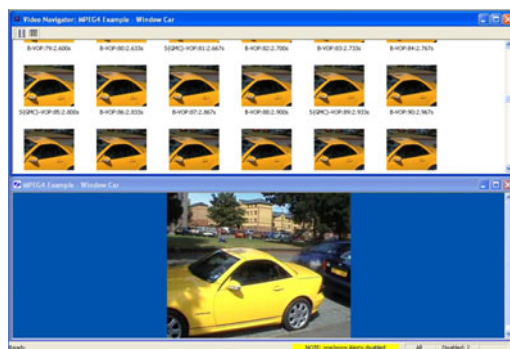 Video Navigator: MPEG4 Example - Window Car
B-VOP:79:2.600s B-VOP:80:2.633s S(GMC)-VOP:81:2.667s B-VOP:82:2.700s B-VOP:83:2.733s B-VOP:84:2.767s
S(GMC)-VOP:85:2.800s B-VOP:86:2.833s B-VOP:87:2.867s B-VOP:88:2.900s S(GMC)-VOP:89:2.933s B-VOP:90:2.967s
MPEG4 Example - Window Car
Ready NOTE: one/more Alerts disabled All Disabled: 2